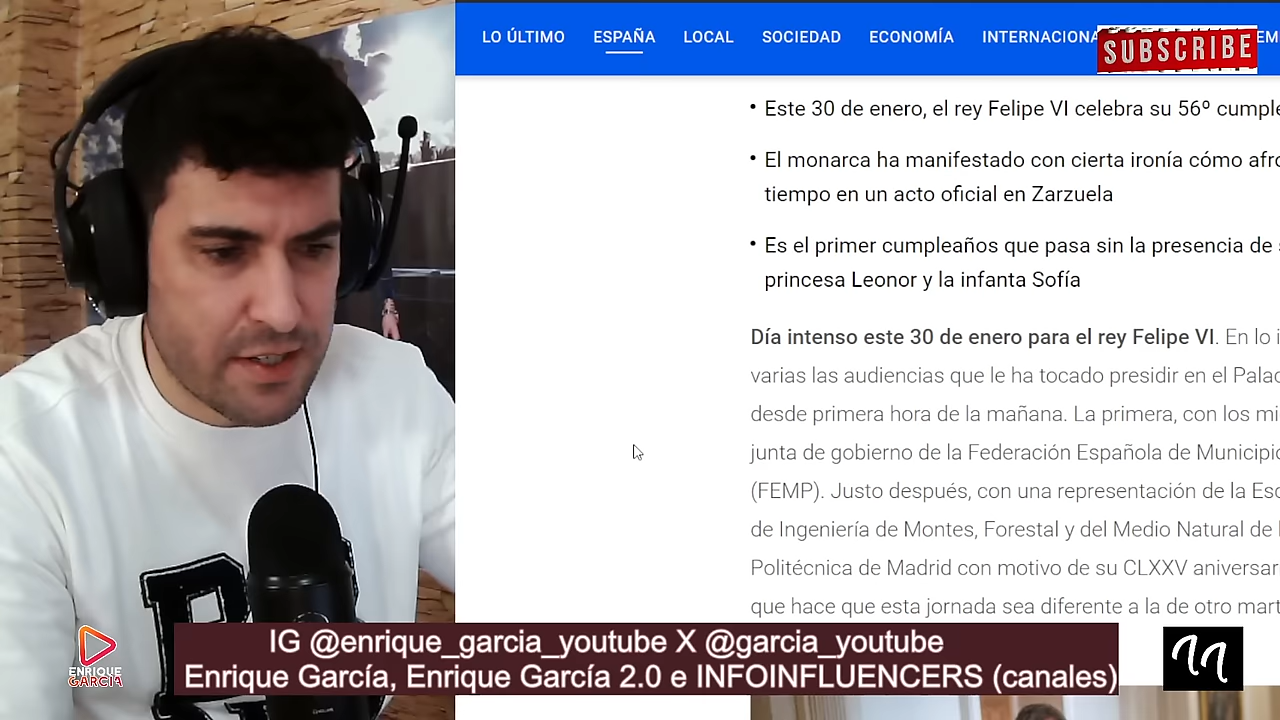 LO ÚLTIMO ESPAÑA LOCAL SOCIEDAD ECONOMÍA INTERNACIONA
SUBSCRIBE
• Este 30 de enero, el rey Felipe VI celebra su 56º cumple
• El monarca ha manifestado con cierta ironía cómo afro
tiempo en un acto oficial en Zarzuela
• Es el primer cumpleaños que pasa sin la presencia de
princesa Leonor y la infanta Sofía
Día intenso este 30 de enero para el rey Felipe VI. En lo
varias las audiencias que le ha tocado presidir en el Palac
desde primera hora de la mañana. La primera, con los mi
junta de gobierno de la Federación Española de Municipio
(FEMP). Justo después, con una representación de la Esc
de Ingeniería de Montes, Forestal y del Medio Natural de
Politécnica de Madrid con motivo de su CLXXV aniversar
que hace que esta jornada sea diferente a la de otro mart
IG @enrique_garcia_youtube X @garcia_youtube
Enrique García, Enrique García 2.0 e INFOINFLUENCERS (canales)
ENRIQUE
GARCÍA